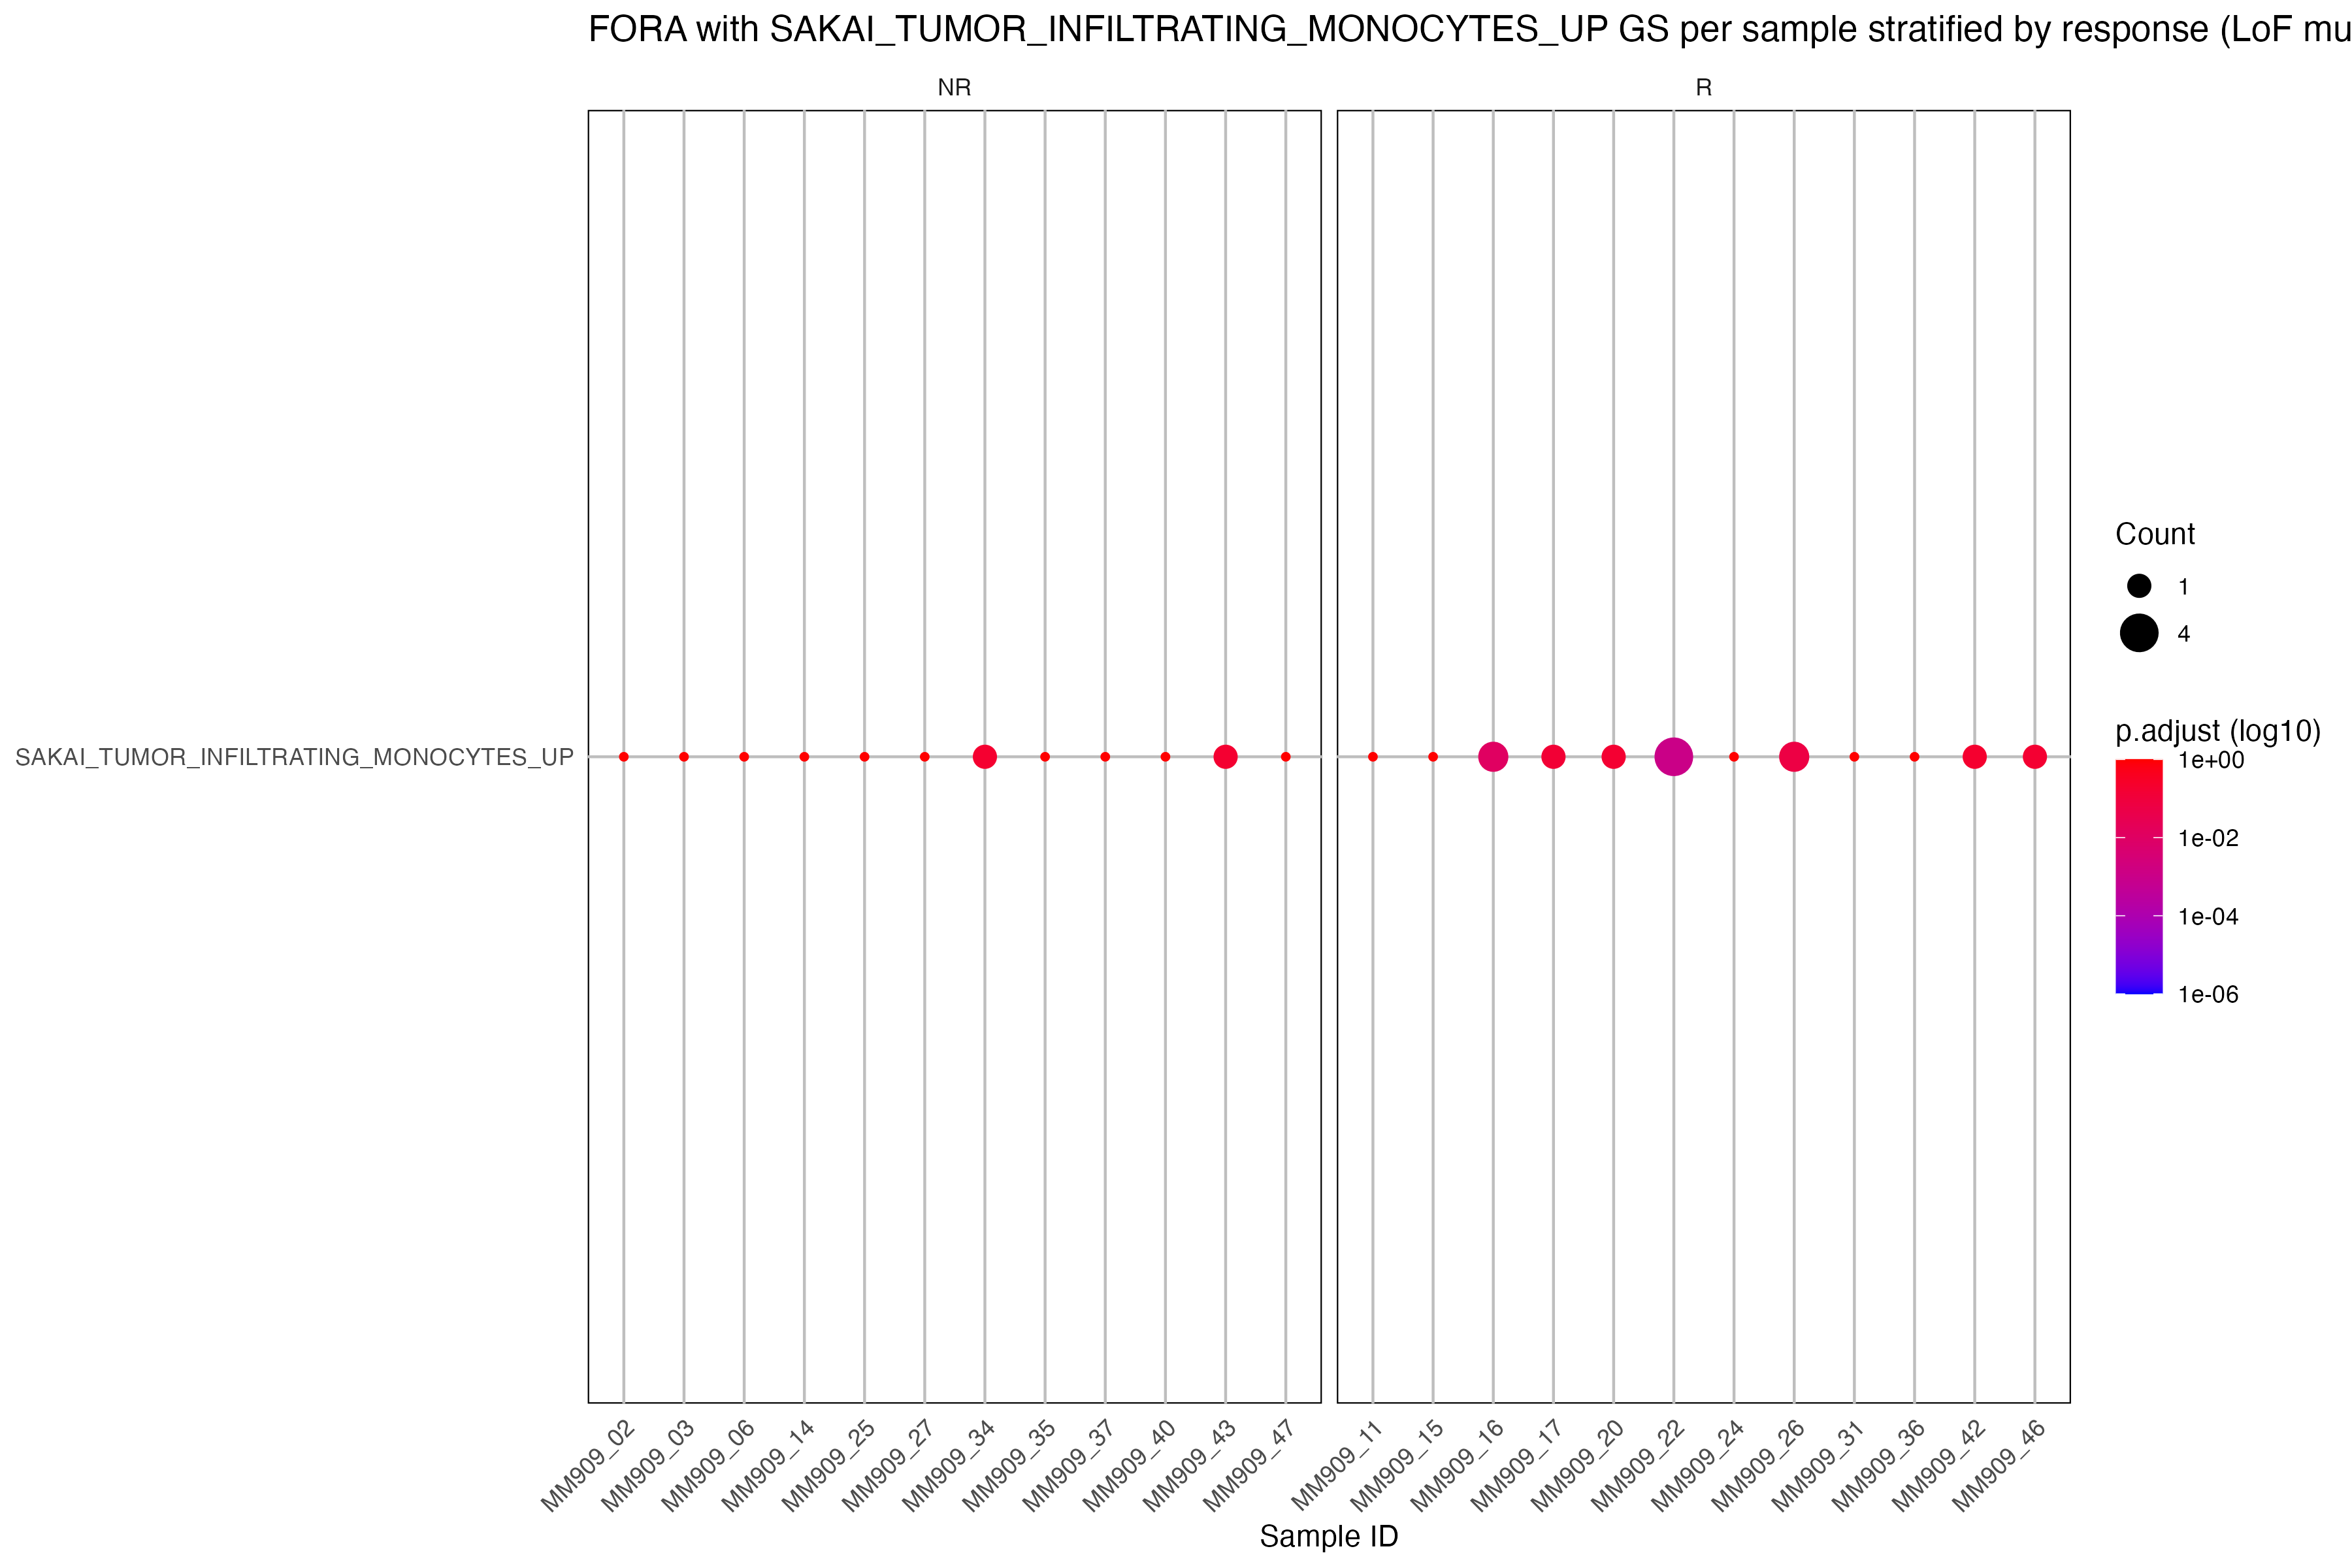 FORA with SAKAI_TUMOR_INFILTRATING_MONOCYTES_UP GS per sample stratified by response (LoF mu
NR
R
SAKAI_TUMOR_INFILTRATING_MONOCYTES_UP
Count
1
4
p.adjust (log10)
1e+00
1e-02
1e-04
1e-06
MM909_02
MM909_03
MM909_06
MM909_14
MM909_25
MM909_27
MM909_34
MM909_35
MM909_37
MM909_40
MM909_43
MM909_47
MM909_11
MM909_15
MM909_16
MM909_17
MM909_20
MM909_22
MM909_24
MM909_26
MM909_31
MM909_36
MM909_42
MM909_46
Sample ID